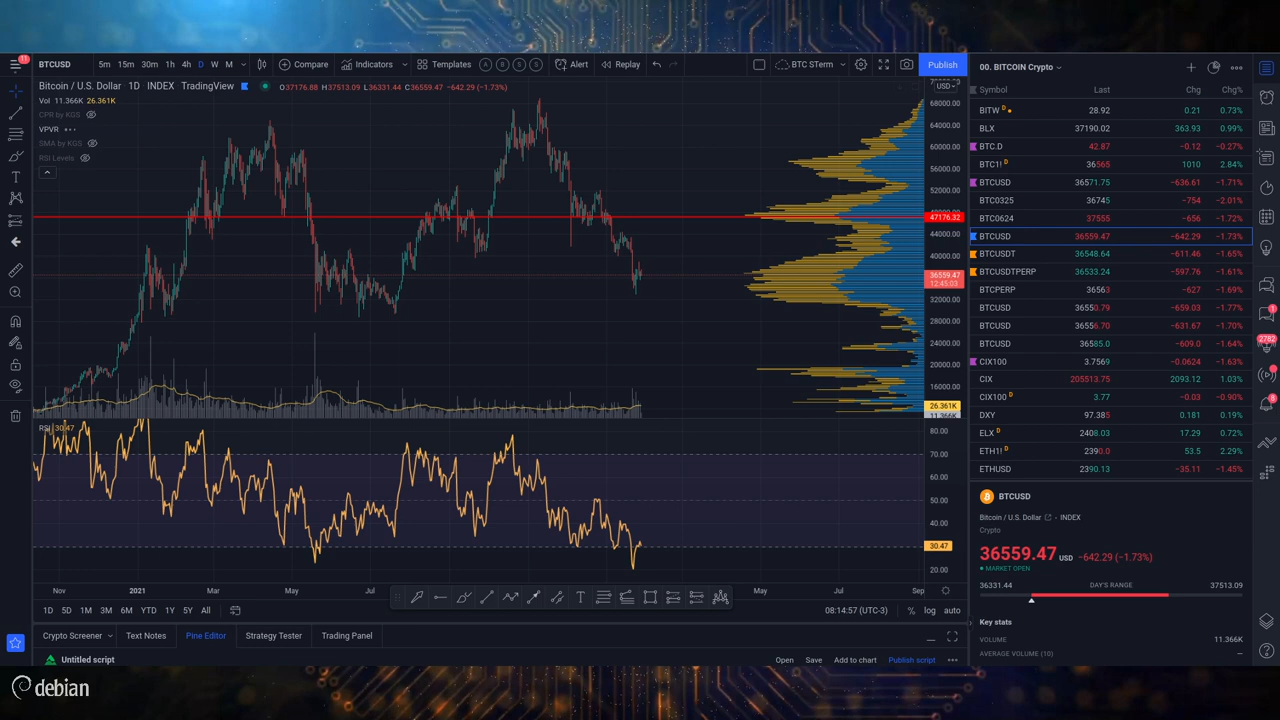 11
BTCUSD 5m 15m 30m 1h 4h D W M Compare Indicators Templates A B S S Alert Replay BTC STerm Publish
Bitcoin / U.S. Dollar 1D INDEX TradingView O37176.88 H37513.09 L36331.44 C36559.47 −642.29 (−1.73%)
USD
Vol 11.366K 26.361K
CPR by KGS
VPVR
SMA by KGS
RSI Levels
68000.00
64000.00
60000.00
56000.00
52000.00
47176.32
44000.00
40000.00
36559.47
12:45:03
32000.00
28000.00
24000.00
20000.00
16000.00
26.361K
11.366K
RSI 30.47
80.00
70.00
60.00
50.00
40.00
30.47
20.00
Nov 2021 Mar May Jul May Jul Sep
1D 5D 1M 3M 6M YTD 1Y 5Y All 08:14:57 (UTC-3) % log auto
Crypto Screener Text Notes Pine Editor Strategy Tester Trading Panel
Untitled script Open Save Add to chart Publish script
00. BITCOIN Crypto
Symbol Last Chg Chg%
BITW D 28.92 0.21 0.73%
BLX 37190.02 363.93 0.99%
BTC.D 42.87 −0.12 −0.27%
BTC1! D 36565 1010 2.84%
BTCUSD 36571.75 −636.61 −1.71%
BTC0325 36745 −754 −2.01%
BTC0624 37555 −656 −1.72%
BTCUSD 36559.47 −642.29 −1.73%
BTCUSDT 36548.64 −611.46 −1.65%
BTCUSDTPERP 36533.24 −597.76 −1.61%
BTCPERP 36563 −627 −1.69%
BTCUSD 36550.79 −659.03 −1.77%
BTCUSD 36556.70 −631.67 −1.70%
BTCUSD 36585.0 −609.0 −1.64%
CIX100 3.7569 −0.0624 −1.63%
CIX 205513.75 2093.12 1.03%
CIX100 D 3.77 −0.03 −0.90%
DXY 97.385 0.181 0.19%
ELX D 2408.03 17.29 0.72%
ETH1! D 2390.0 53.5 2.29%
ETHUSD 2390.13 −35.11 −1.45%
BTCUSD
Bitcoin / U.S. Dollar INDEX
Crypto
36559.47 USD −642.29 (−1.73%)
MARKET OPEN
36331.44 DAY'S RANGE 37513.09
Key stats
VOLUME 11.366K
AVERAGE VOLUME (10) —
1
2782
8
debian